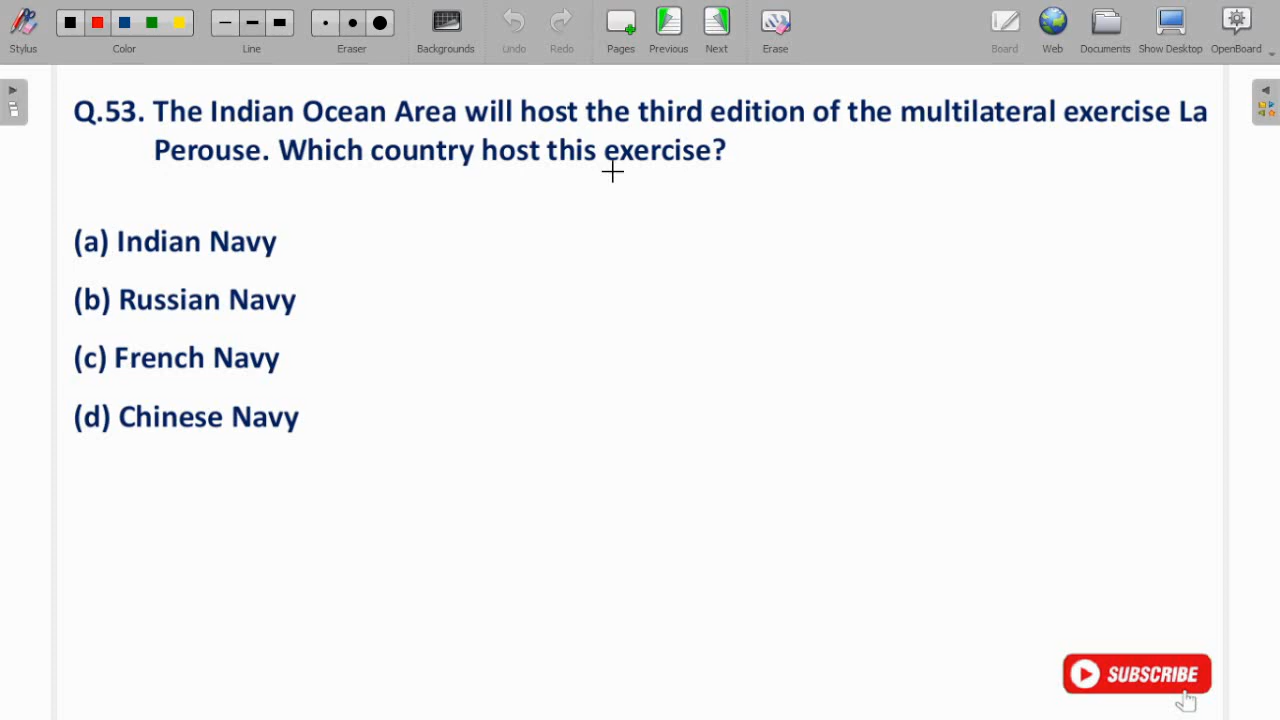 Stylus Color Line Eraser Backgrounds Undo Redo Pages Previous Next Erase Board Web Documents Show Desktop OpenBoard
Q.53. The Indian Ocean Area will host the third edition of the multilateral exercise La
Perouse. Which country host this exercise?
(a) Indian Navy
(b) Russian Navy
(c) French Navy
(d) Chinese Navy
SUBSCRIBE